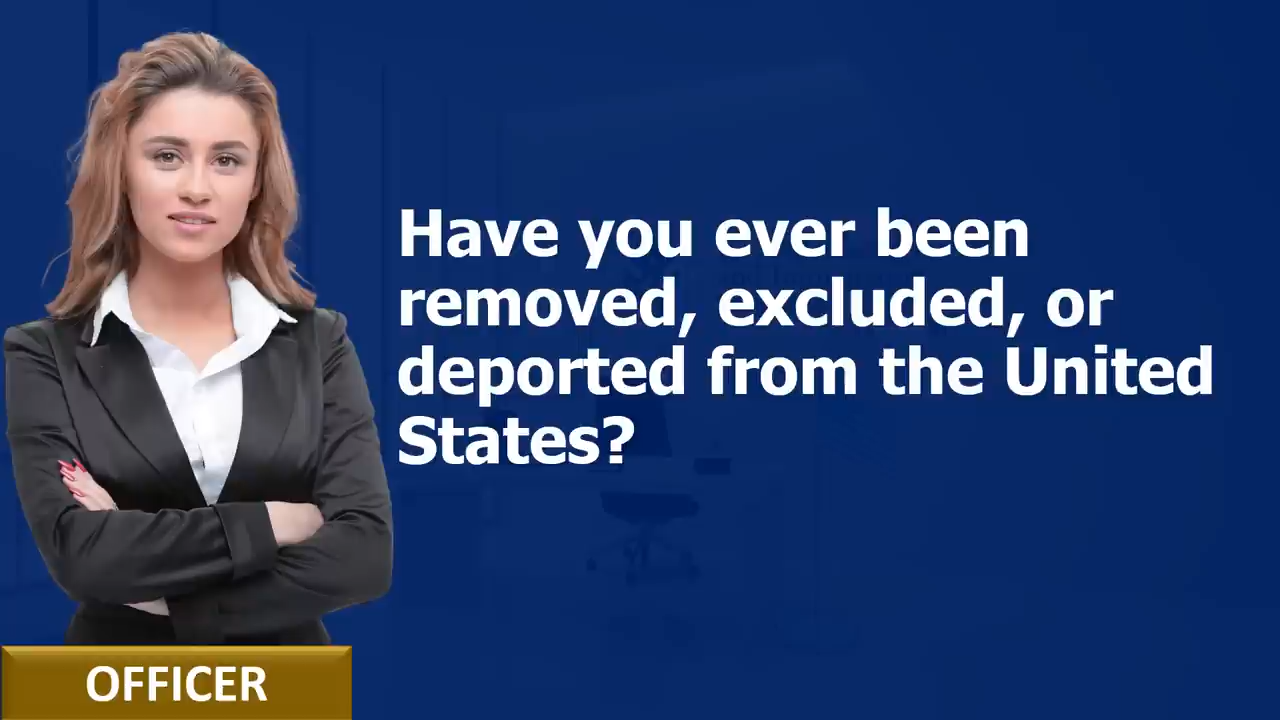 Have you ever been
removed, excluded, or
deported from the United
States?
OFFICER